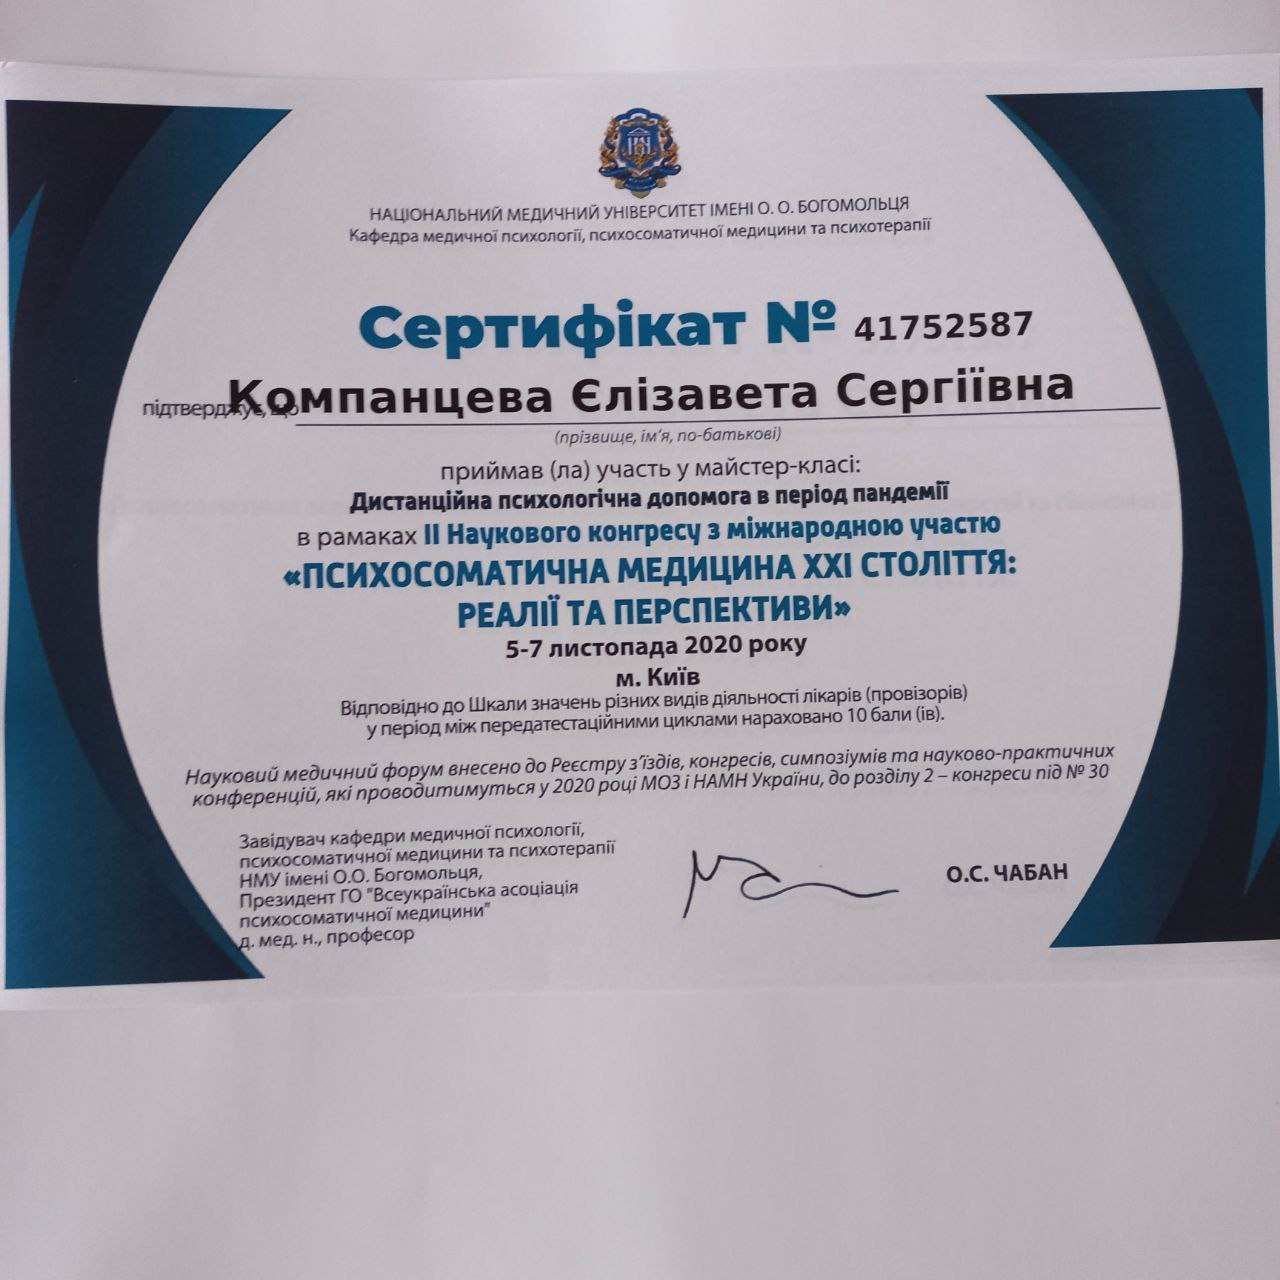 НАЦІОНАЛЬНИЙ МЕДИЧНИЙ УНІВЕРСИТЕТ ІМЕНІ О. О. БОГОМОЛЬЦЯ
Кафедра медичної психології, психосоматичної медицини та психотерапії
Сертифікат № 41752587
підтверджує, що Компанцева Єлізавета Сергіївна
(прізвище, ім’я, по-батькові)
приймав (ла) участь у майстер-класі:
Дистанційна психологічна допомога в період пандемії
в рамаках ІІ Наукового конгресу з міжнародною участю
«ПСИХОСОМАТИЧНА МЕДИЦИНА ХХІ СТОЛІТТЯ:
РЕАЛІЇ ТА ПЕРСПЕКТИВИ»
5-7 листопада 2020 року
м. Київ
Відповідно до Шкали значень різних видів діяльності лікарів (провізорів)
у період між передатестаційними циклами нараховано 10 бали (ів).
Науковий медичний форум внесено до Реєстру з’їздів, конгресів, симпозіумів та науково-практичних
конференцій, які проводитимуться у 2020 році МОЗ і НАМН України, до розділу 2 – конгреси під № 30
Завідувач кафедри медичної психології,
психосоматичної медицини та психотерапії
НМУ імені О.О. Богомольця,
Президент ГО "Всеукраїнська асоціація
психосоматичної медицини"
д. мед. н., професор
О.С. ЧАБАН